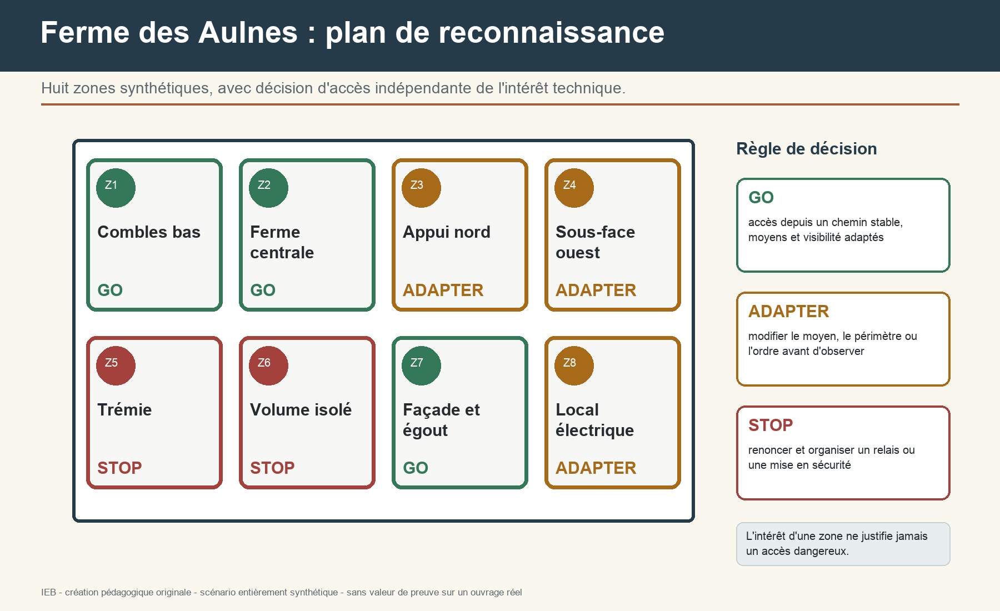 Ferme des Aulnes : plan de reconnaissance
Huit zones synthétiques, avec décision d'accès indépendante de l'intérêt technique.
Z1
Combles bas
GO
Z2
Ferme
centrale
GO
Z3
Appui nord
ADAPTER
Z4
Sous-face
ouest
ADAPTER
Z5
Trémie
STOP
Z6
Volume isolé
STOP
Z7
Façade et
égout
GO
Z8
Local
électrique
ADAPTER
Règle de décision
GO
accès depuis un chemin stable,
moyens et visibilité adaptés
ADAPTER
modifier le moyen, le périmètre ou
l'ordre avant d'observer
STOP
renoncer et organiser un relais ou
une mise en sécurité
L'intérêt d'une zone ne justifie jamais
un accès dangereux.
IEB - création pédagogique originale - scénario entièrement synthétique - sans valeur de preuve sur un ouvrage réel